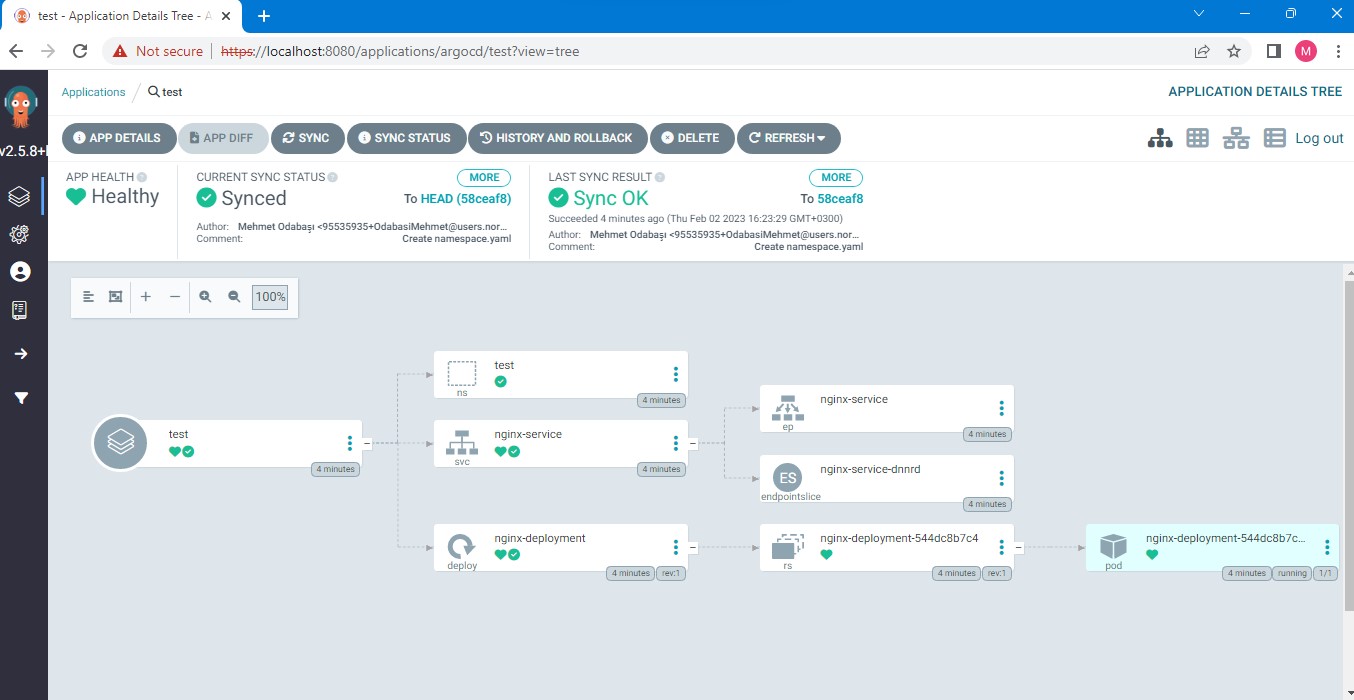 test - Application Details Tree - A
Not secure https://localhost:8080/applications/argocd/test?view=tree M
Applications / test APPLICATION DETAILS TREE
APP DETAILS APP DIFF SYNC SYNC STATUS HISTORY AND ROLLBACK DELETE REFRESH Log out
v2.5.8+
APP HEALTH
Healthy
CURRENT SYNC STATUS MORE
Synced To HEAD (58ceaf8)
Author: Mehmet Odabaşı <95535935+OdabasiMehmet@users.nor...
Comment: Create namespace.yaml
LAST SYNC RESULT MORE
Sync OK To 58ceaf8
Succeeded 4 minutes ago (Thu Feb 02 2023 16:23:29 GMT+0300)
Author: Mehmet Odabaşı <95535935+OdabasiMehmet@users.nor...
Comment: Create namespace.yaml
100%
test
4 minutes
test
ns
4 minutes
nginx-service
svc
4 minutes
nginx-deployment
deploy
4 minutes rev:1
nginx-service
ep
4 minutes
ES nginx-service-dnnrd
endpointslice
4 minutes
nginx-deployment-544dc8b7c4
rs
4 minutes rev:1
nginx-deployment-544dc8b7c...
pod
4 minutes running 1/1